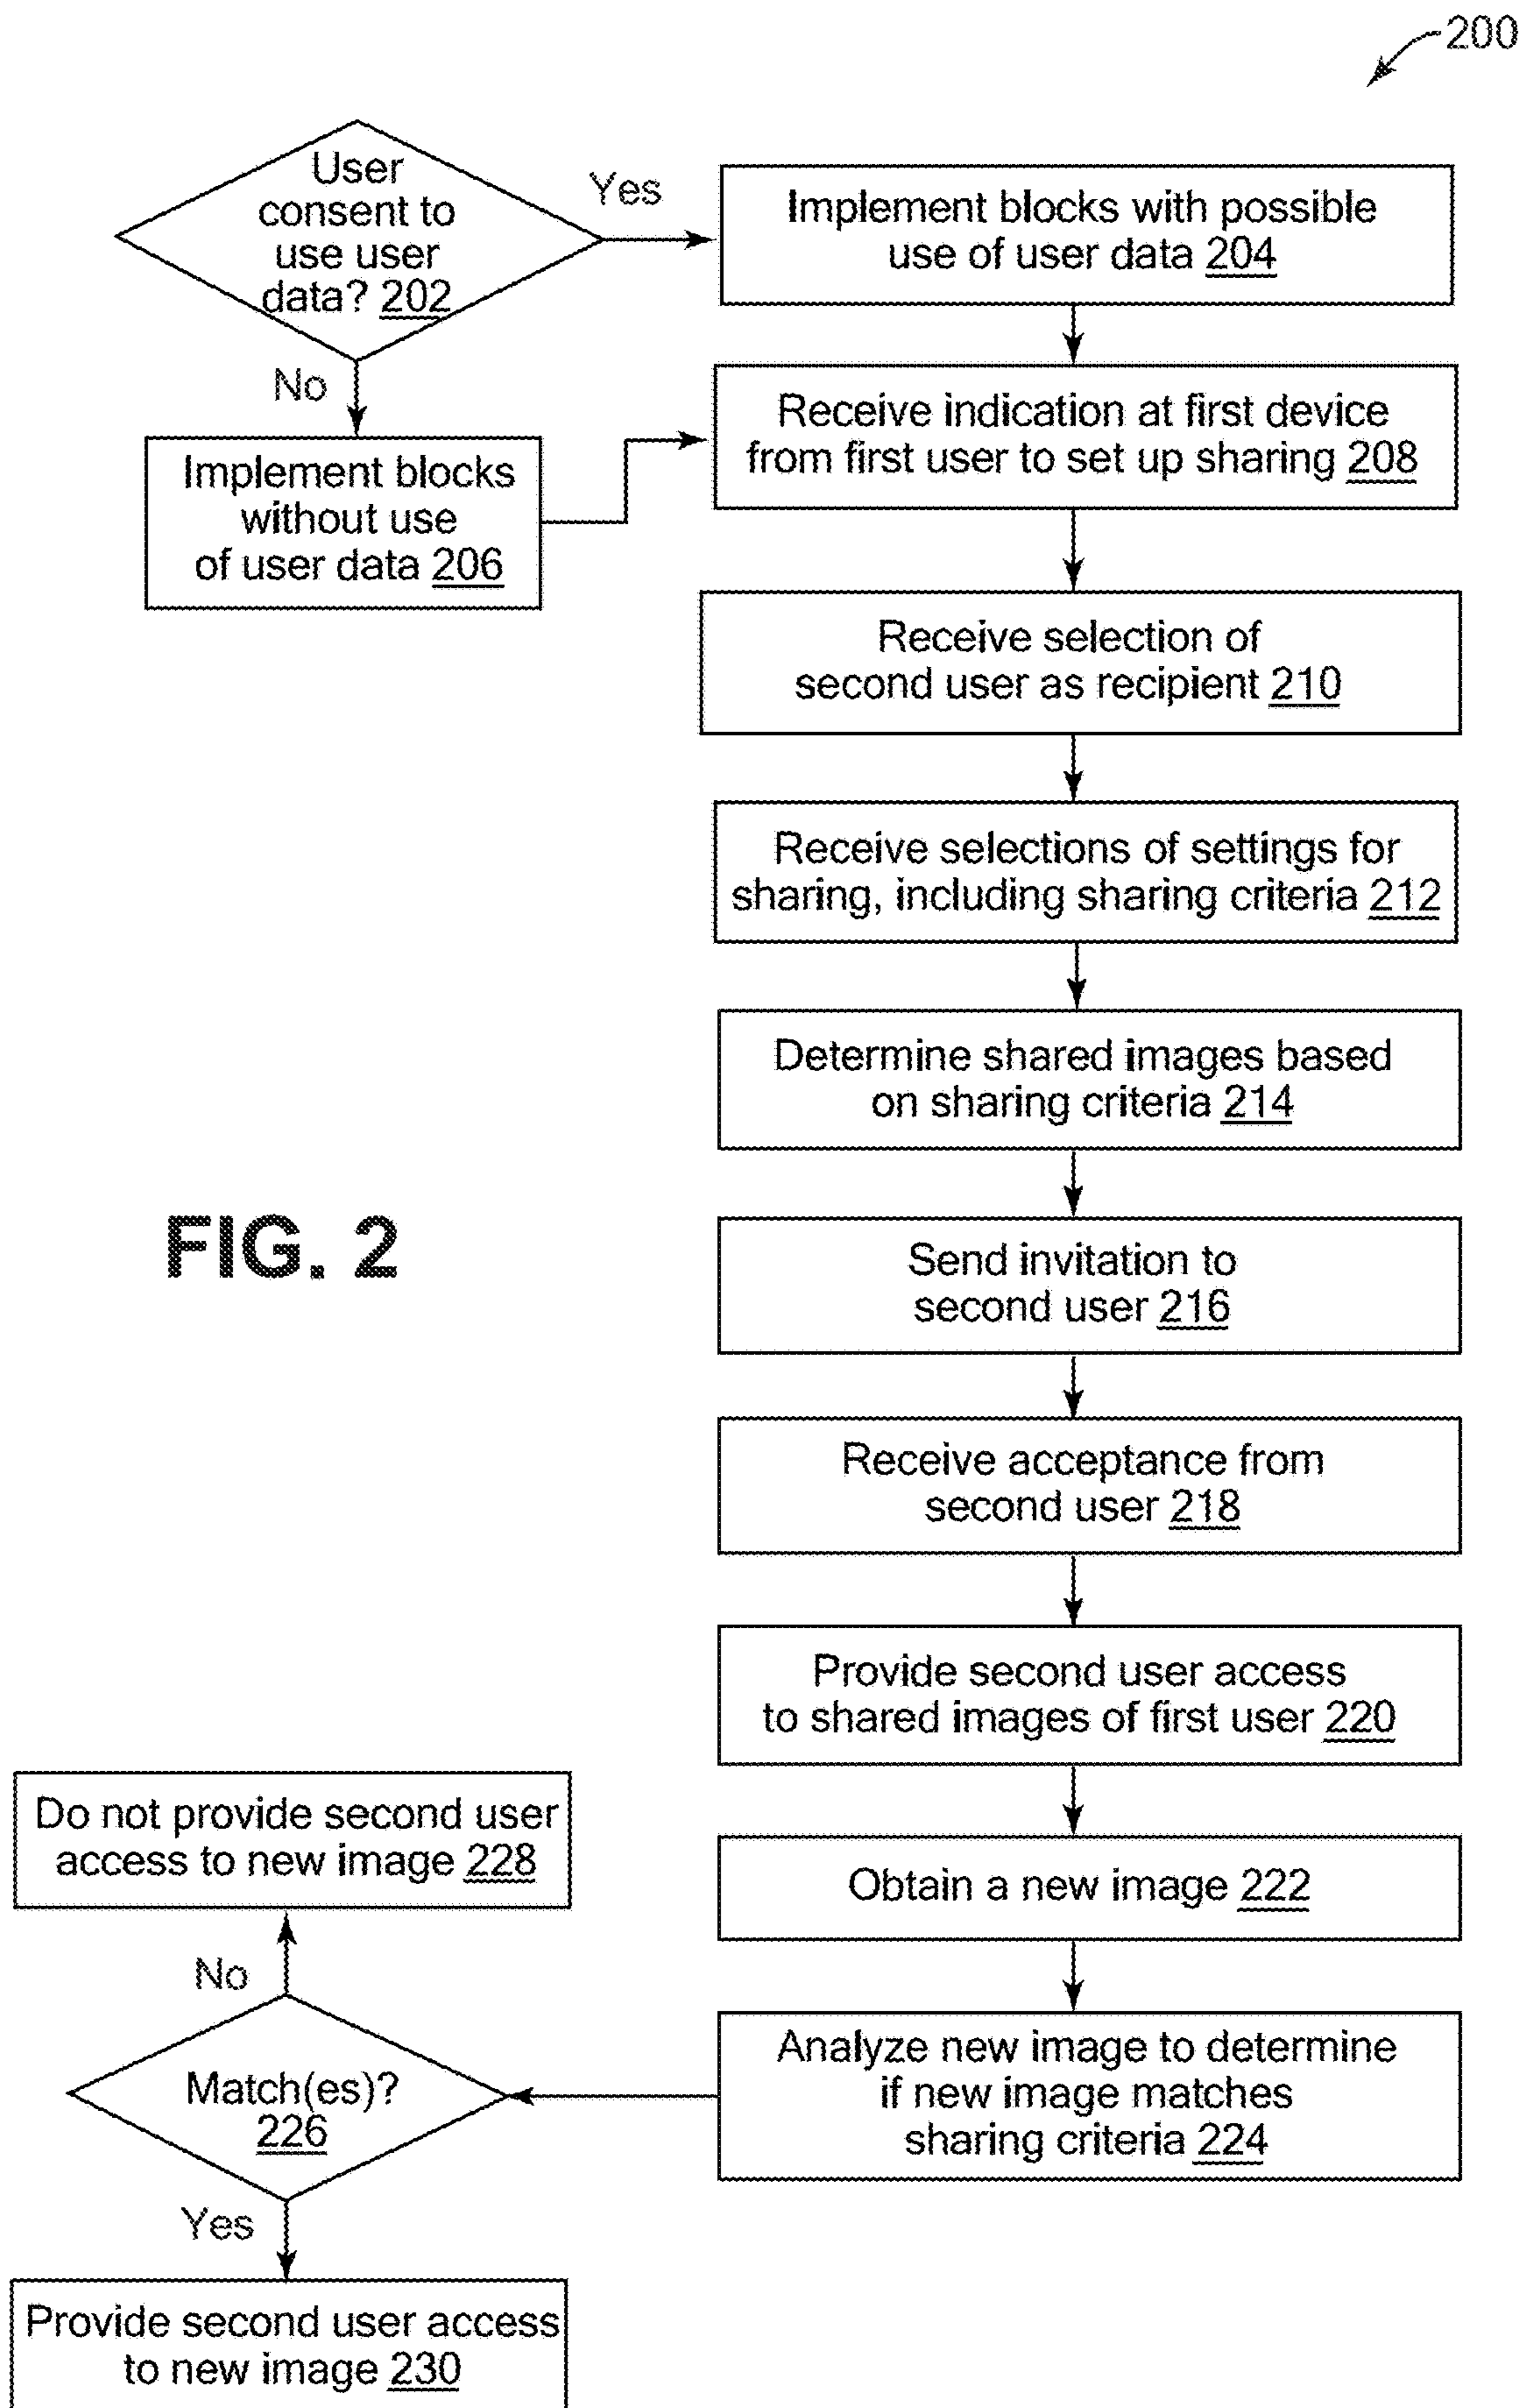 200
User
consent to
use user
data? 202
Yes
Implement blocks with possible
use of user data 204
No
Implement blocks
without use
of user data 206
Receive indication at first device
from first user to set up sharing 208
Receive selection of
second user as recipient 210
Receive selections of settings for
sharing, including sharing criteria 212
Determine shared images based
on sharing criteria 214
FIG. 2
Send invitation to
second user 216
Receive acceptance from
second user 218
Provide second user access
to shared images of first user 220
Obtain a new image 222
Analyze new image to determine
if new image matches
sharing criteria 224
Match(es)?
226
No
Do not provide second user
access to new image 228
Yes
Provide second user access
to new image 230